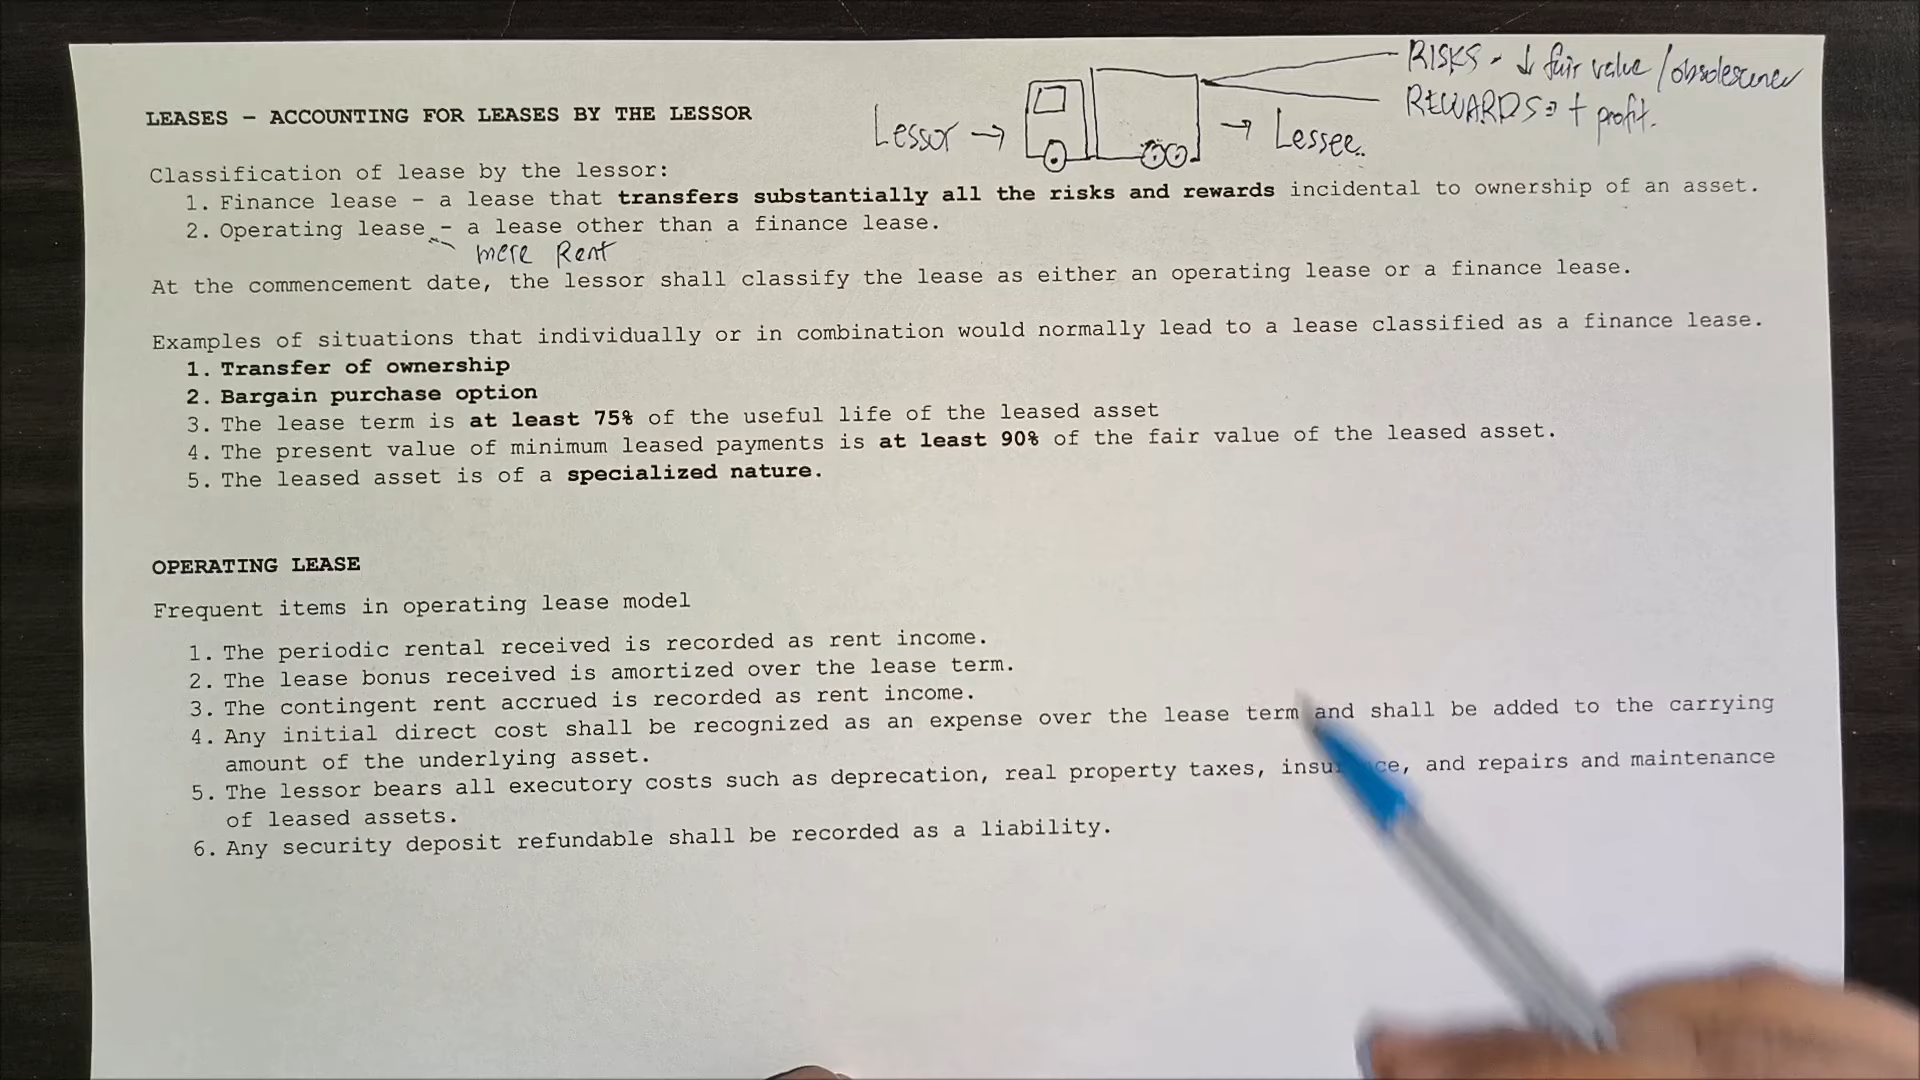 RISKS - ↓ fair value / obsolescence
REWARDS = + profit.
LEASES – ACCOUNTING FOR LEASES BY THE LESSOR
Lessor → → Lessee..
Classification of lease by the lessor:
1. Finance lease – a lease that transfers substantially all the risks and rewards incidental to ownership of an asset.
2. Operating lease – a lease other than a finance lease.
mere Rent
At the commencement date, the lessor shall classify the lease as either an operating lease or a finance lease.
Examples of situations that individually or in combination would normally lead to a lease classified as a finance lease.
1. Transfer of ownership
2. Bargain purchase option
3. The lease term is at least 75% of the useful life of the leased asset
4. The present value of minimum leased payments is at least 90% of the fair value of the leased asset.
5. The leased asset is of a specialized nature.
OPERATING LEASE
Frequent items in operating lease model
1. The periodic rental received is recorded as rent income.
2. The lease bonus received is amortized over the lease term.
3. The contingent rent accrued is recorded as rent income.
4. Any initial direct cost shall be recognized as an expense over the lease term and shall be added to the carrying
amount of the underlying asset.
5. The lessor bears all executory costs such as deprecation, real property taxes, insurance, and repairs and maintenance
of leased assets.
6. Any security deposit refundable shall be recorded as a liability.